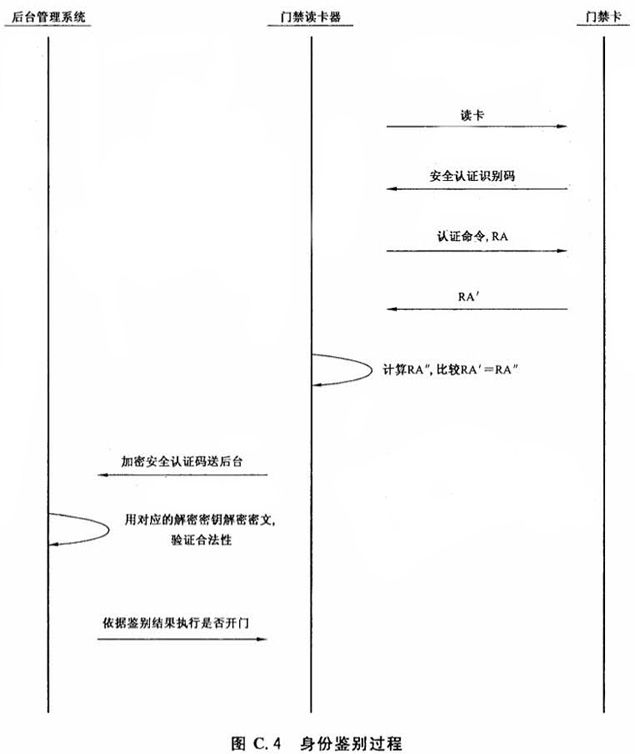 后台管理系统 门禁读卡器 门禁卡
读卡
安全认证识别码
认证命令,RA
RA′
计算RA″,比较RA′=RA″
加密安全认证码送后台
用对应的解密密钥解密密文,
验证合法性
依据鉴别结果执行是否开门
图 C.4 身份鉴别过程